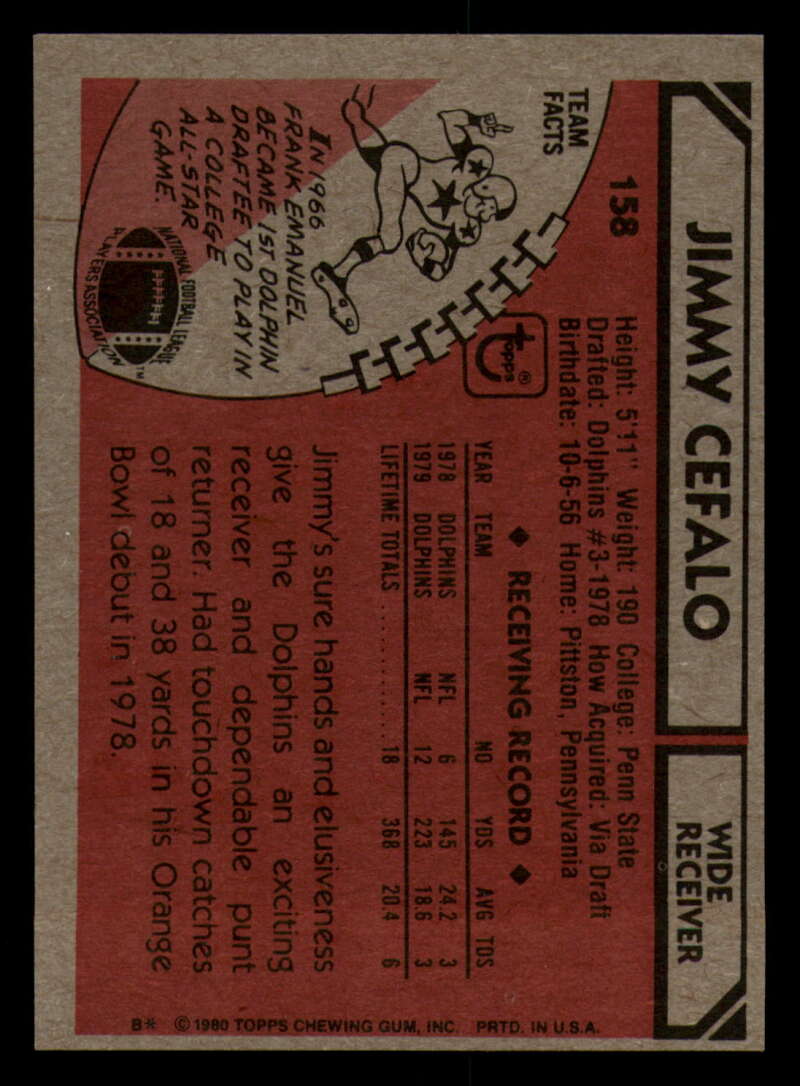 JIMMY CEFALO
WIDE
RECEIVER
158
Height: 5'11" Weight: 190 College: Penn State
Drafted: Dolphins #3-1978 How Acquired: Via Draft
Birthdate: 10-6-56 Home: Pittston, Pennsylvania
TEAM
FACTS
IN 1966
FRANK EMANUEL
BECAME 1ST DOLPHIN
DRAFTEE TO PLAY IN
A COLLEGE
ALL-STAR
GAME.
NATIONAL FOOTBALL LEAGUE
PLAYERS ASSOCIATION
TM
topps®
◆ RECEIVING RECORD ◆
YEAR TEAM NO YDS AVG TDS
1978 DOLPHINS NFL 6 145 24.2 3
1979 DOLPHINS NFL 12 223 18.6 3
LIFETIME TOTALS .......... 18 368 20.4 6
Jimmy's sure hands and elusiveness
give the Dolphins an exciting
receiver and dependable punt
returner. Had touchdown catches
of 18 and 38 yards in his Orange
Bowl debut in 1978.
B* © 1980 TOPPS CHEWING GUM, INC. PRTD. IN U.S.A.